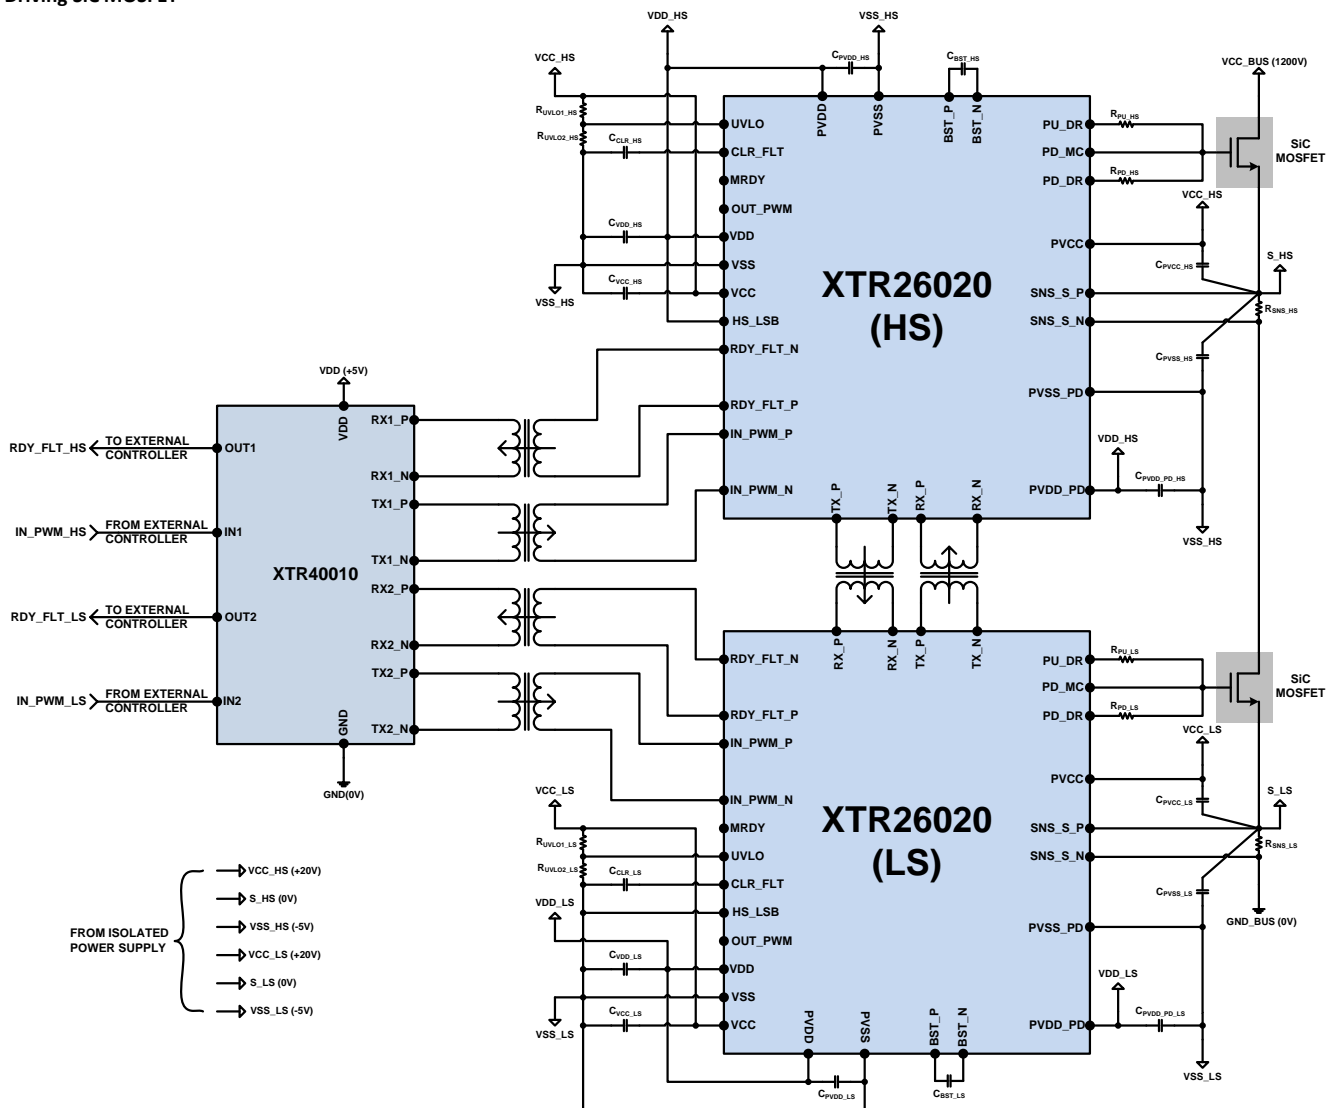 Driving SiC MOSFET
VDD_HS
VSS_HS
VCC_HS
CPVDD_HS
CBST_HS
VCC_BUS (1200V)
RUVLO1_HS
RUVLO2_HS
CCLR_HS
CVDD_HS
CVCC_HS
VSS_HS
PVDD
PVSS
BST_P
BST_N
UVLO
CLR_FLT
MRDY
OUT_PWM
VDD
VSS
VCC
HS_LSB
RDY_FLT_N
RDY_FLT_P
IN_PWM_P
IN_PWM_N
XTR26020
(HS)
PU_DR
PD_MC
PD_DR
PVCC
SNS_S_P
SNS_S_N
PVSS_PD
PVDD_PD
TX_P
TX_N
RX_P
RX_N
RPU_HS
RPD_HS
SiC
MOSFET
VCC_HS
CPVCC_HS
S_HS
RSNS_HS
CPVSS_HS
VDD_HS
CPVDD_PD_HS
VSS_HS
VDD (+5V)
VDD
RX1_P
RX1_N
TX1_P
TX1_N
RX2_P
RX2_N
TX2_P
TX2_N
OUT1
IN1
OUT2
IN2
XTR40010
GND
GND(0V)
RDY_FLT_HS
TO EXTERNAL
CONTROLLER
IN_PWM_HS
FROM EXTERNAL
CONTROLLER
RDY_FLT_LS
TO EXTERNAL
CONTROLLER
IN_PWM_LS
FROM EXTERNAL
CONTROLLER
RX_P
RX_N
TX_P
TX_N
RDY_FLT_N
RDY_FLT_P
IN_PWM_P
IN_PWM_N
MRDY
UVLO
CLR_FLT
HS_LSB
OUT_PWM
VDD
VSS
VCC
XTR26020
(LS)
PU_DR
PD_MC
PD_DR
PVCC
SNS_S_P
SNS_S_N
PVSS_PD
PVDD_PD
PVDD
PVSS
BST_P
BST_N
RPU_LS
RPD_LS
SiC
MOSFET
VCC_LS
CPVCC_LS
S_LS
RSNS_LS
CPVSS_LS
GND_BUS (0V)
VDD_LS
CPVDD_PD_LS
VSS_LS
VCC_LS
RUVLO1_LS
RUVLO2_LS
CCLR_LS
VDD_LS
CVDD_LS
VSS_LS
CVCC_LS
CPVDD_LS
CBST_LS
FROM ISOLATED
POWER SUPPLY
VCC_HS (+20V)
S_HS (0V)
VSS_HS (-5V)
VCC_LS (+20V)
S_LS (0V)
VSS_LS (-5V)